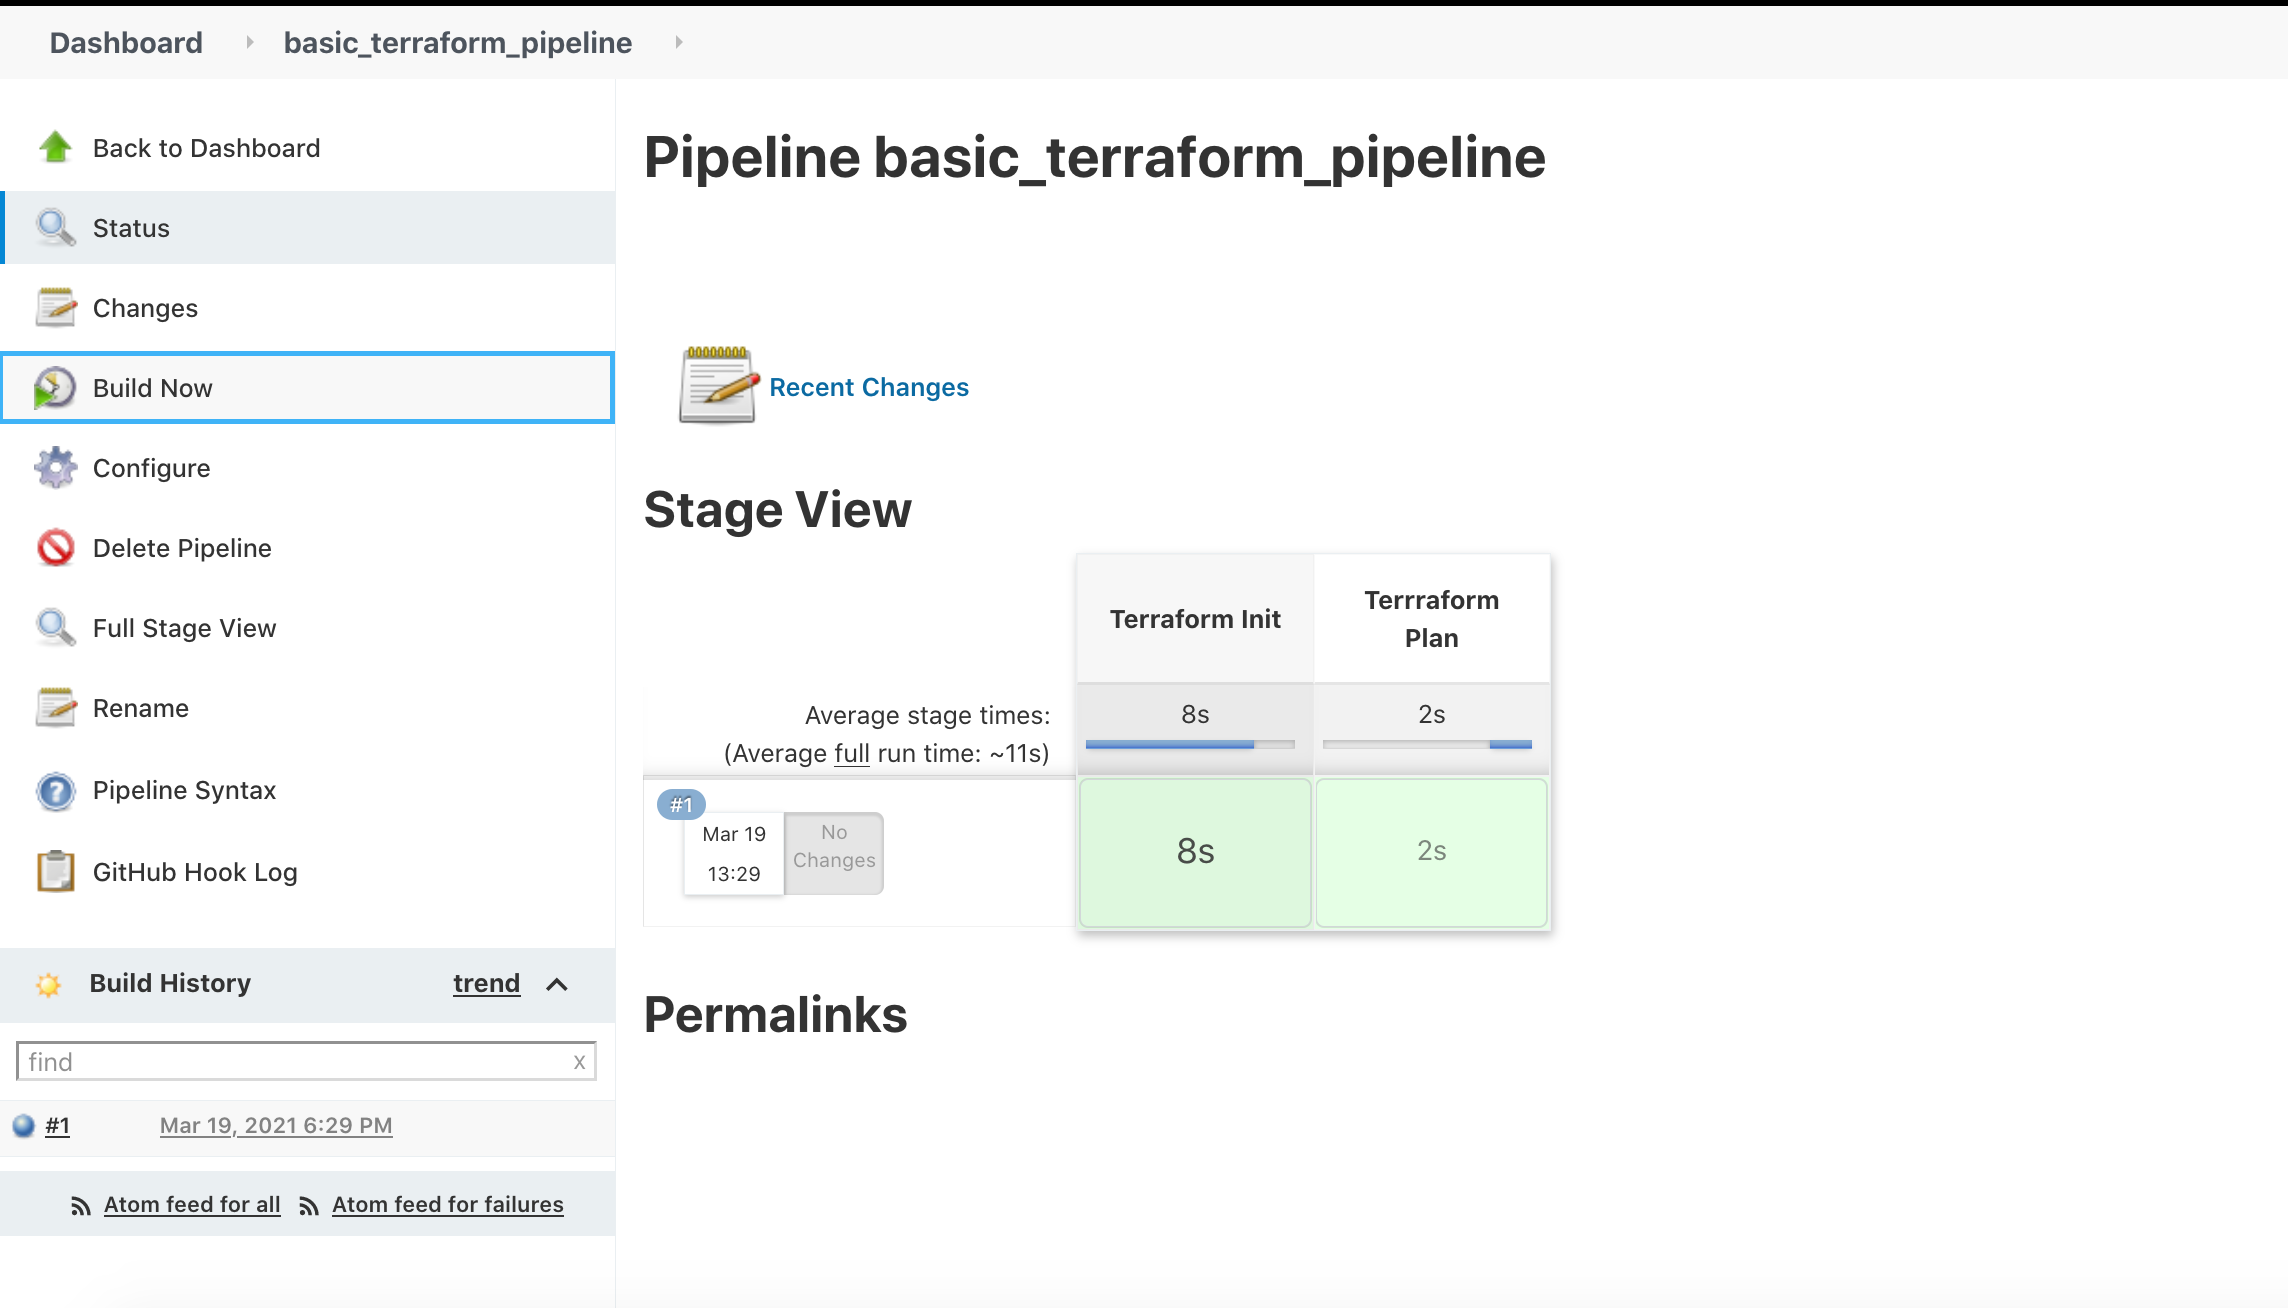 Dashboard
basic_terraform_pipeline
Back to Dashboard
Status
Changes
Build Now
Configure
Delete Pipeline
Full Stage View
Rename
Pipeline Syntax
GitHub Hook Log
Build History
trend
find
x
#1
Mar 19, 2021 6:29 PM
Atom feed for all
Atom feed for failures
Pipeline basic_terraform_pipeline
Recent Changes
Stage View
Terraform Init
Terrraform
Plan
Average stage times:
(Average full run time: ~11s)
8s
2s
#1
Mar 19
13:29
No
Changes
8s
2s
Permalinks